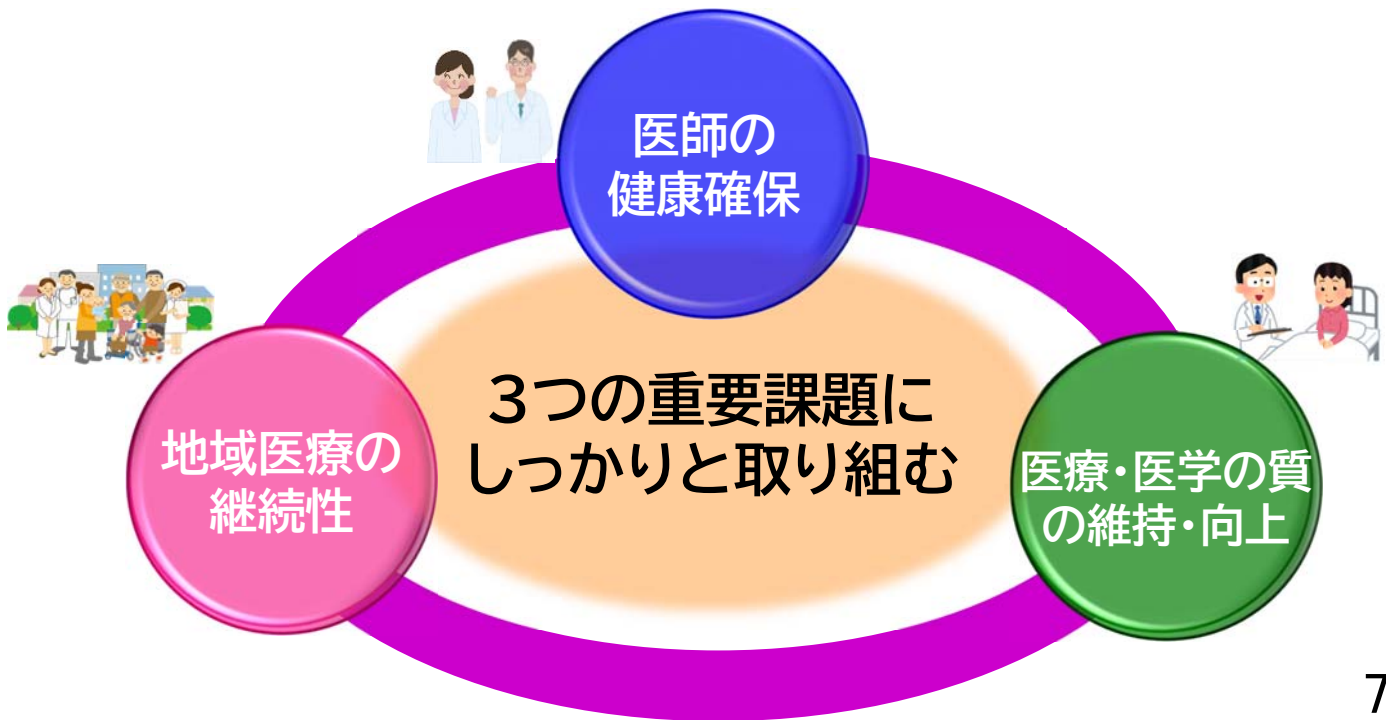 医師の
健康確保
3つの重要課題に
しっかりと取り組む
地域医療の
継続性
医療・医学の質
の維持・向上
7